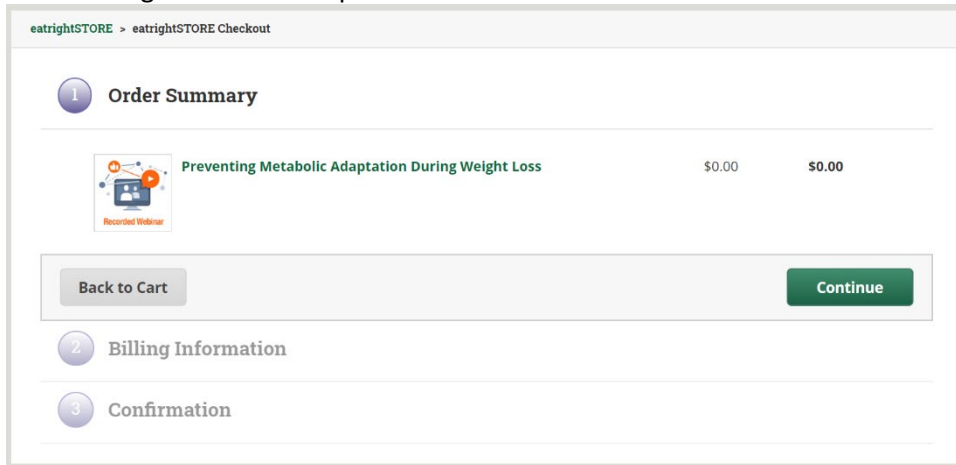 eatrightSTORE > eatrightSTORE Checkout
1 Order Summary
Preventing Metabolic Adaptation During Weight Loss $0.00 $0.00
Recorded Webinar
Back to Cart Continue
2 Billing Information
3 Confirmation